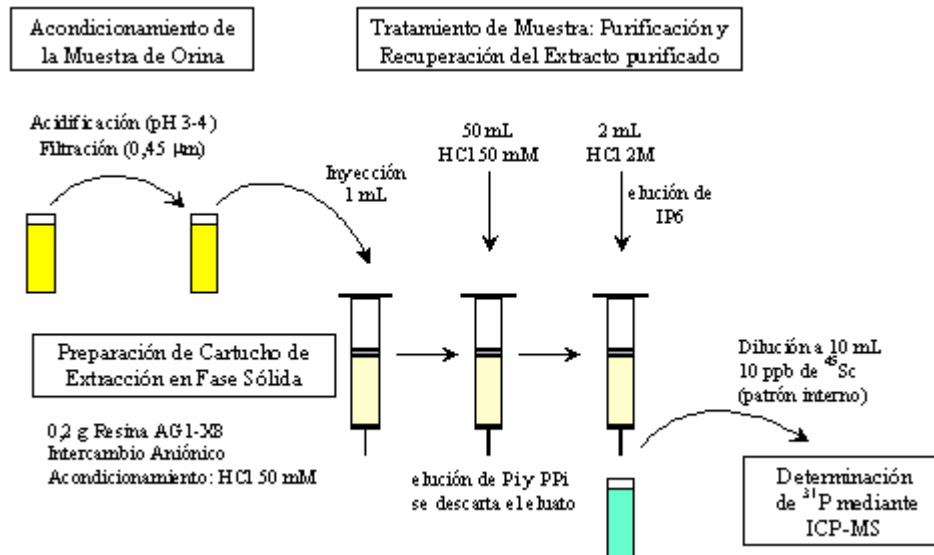 Acondicionamiento de
la Muestra de Orina
Tratamiento de Muestra: Purificación y
Recuperación del Extracto purificado
Acidificación (pH 3-4)
Filtración (0,45 µm)
Inyección
1 mL
50 mL
HCl 50 mM
2 mL
HCl 2M
elución de
IP6
Preparación de Cartucho de
Extracción en Fase Sólida
0,2 g Resina AG1-X8
Intercambio Aniónico
Acondicionamiento: HCl 50 mM
elución de Pi y PPi
se descarta el eluato
Dilución a 10 mL
10 ppb de ⁴⁵Sc
(patrón interno)
Determinación
de ³¹P mediante
ICP-MS